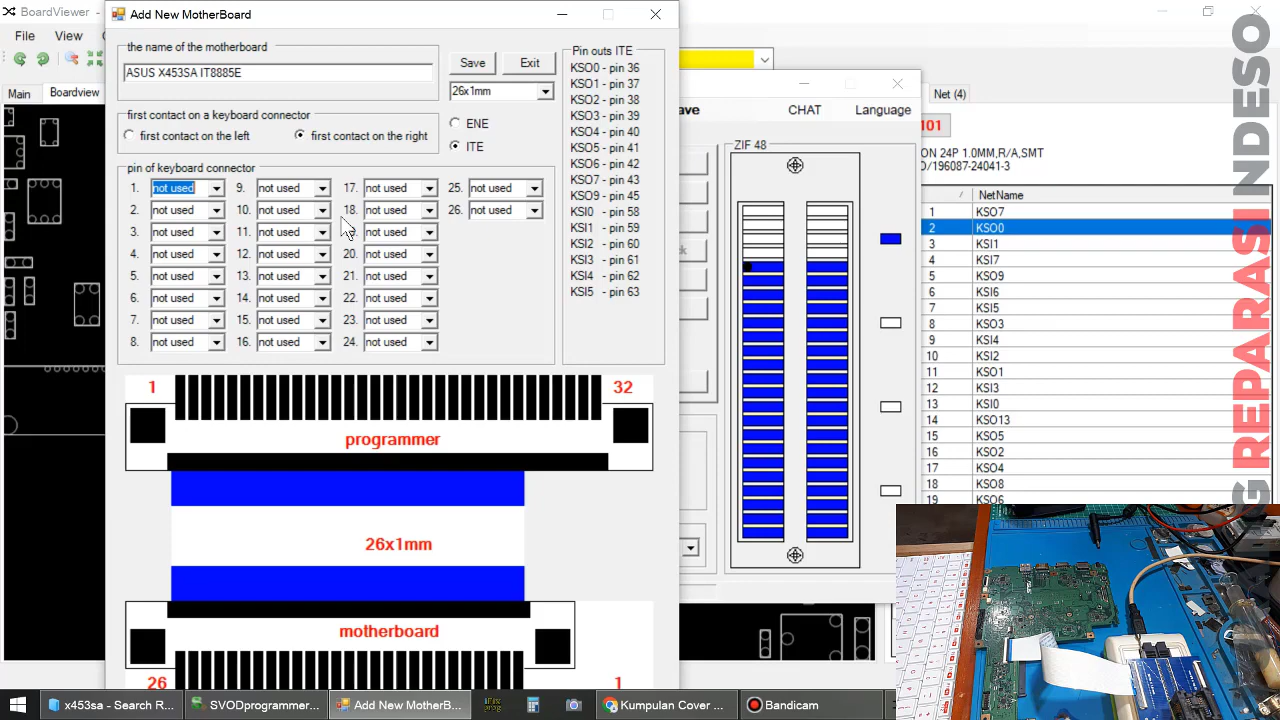 BoardViewer
File View
Main
Boardview
Add New MotherBoard
the name of the motherboard
ASUS X453SA IT8885E
Save
Exit
26x1mm
first contact on a keyboard connector
first contact on the left
first contact on the right
ENE
ITE
pin of keyboard connector
1. not used 9. not used 17. not used 25. not used
2. not used 10. not used 18. not used 26. not used
3. not used 11. not used not used
4. not used 12. not used 20. not used
5. not used 13. not used 21. not used
6. not used 14. not used 22. not used
7. not used 15. not used 23. not used
8. not used 16. not used 24. not used
Pin outs ITE
KSO0 - pin 36
KSO1 - pin 37
KSO2 - pin 38
KSO3 - pin 39
KSO4 - pin 40
KSO5 - pin 41
KSO6 - pin 42
KSO7 - pin 43
KSO9 - pin 45
KSI0 - pin 58
KSI1 - pin 59
KSI2 - pin 60
KSI3 - pin 61
KSI4 - pin 62
KSI5 - pin 63
1
32
programmer
26x1mm
motherboard
26
1
CHAT
Language
ZIF 48
Net (4)
101
ON 24P 1.0MM,R/A,SMT
O/196087-24041-3
NetName
1 KSO7
2 KSO0
3 KSI1
4 KSI7
5 KSO9
6 KSI6
7 KSI5
8 KSO3
9 KSI4
10 KSI2
11 KSO1
12 KSI3
13 KSI0
14 KSO13
15 KSO5
16 KSO2
17 KSO4
18 KSO8
19 KSO6
G REPARASI INDESO
x453sa - Search R...
SVODprogrammer...
Add New MotherB...
Kumpulan Cover ...
Bandicam